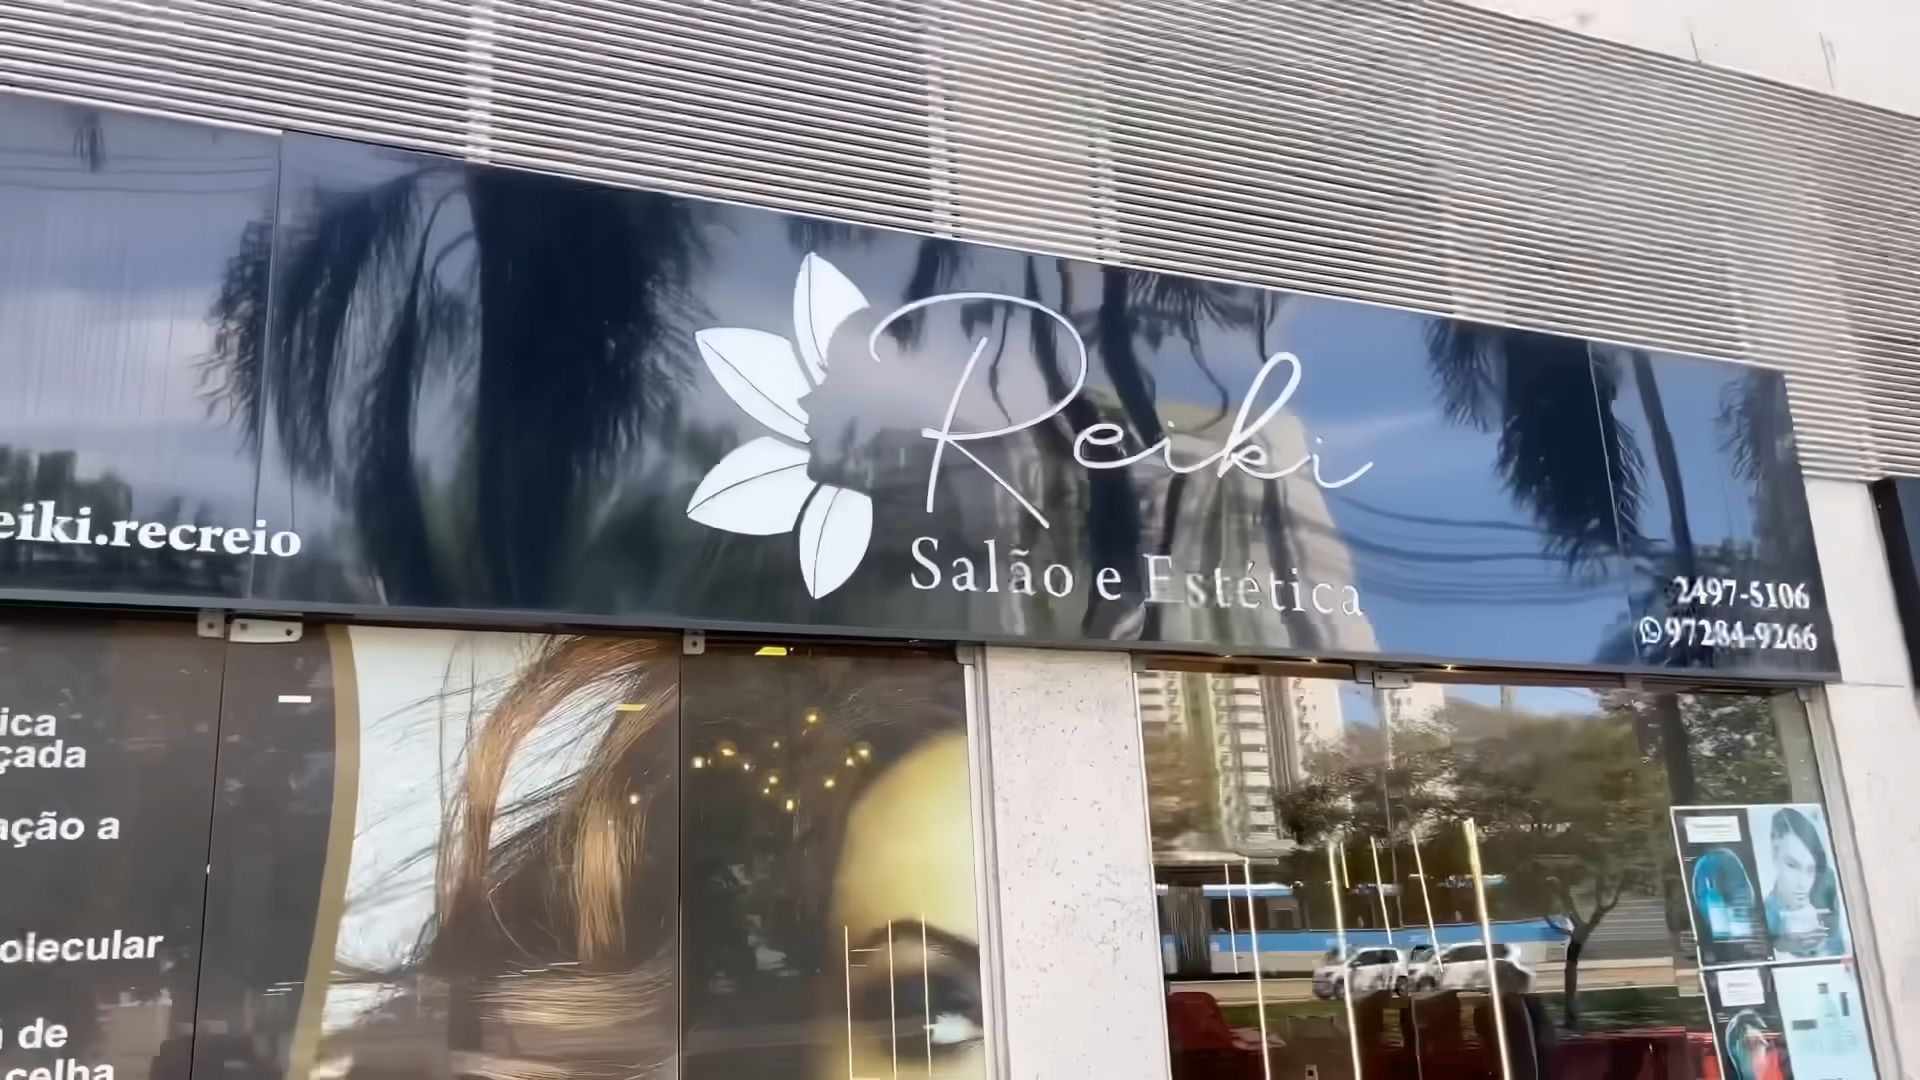 eiki.recreio
Reiki
Salão e Estética
2497-5106
97284-9266
ica
çada
ação a
olecular
de
celha